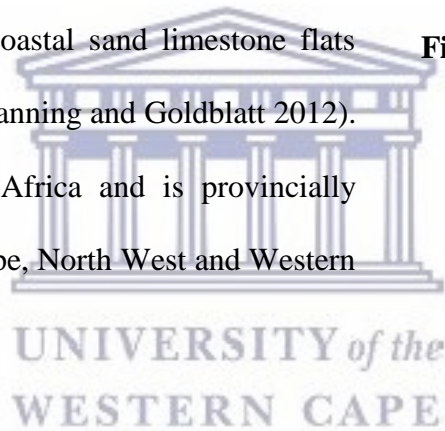 oastal sand limestone flats
Fi
anning and Goldblatt 2012).
Africa and is provincially
pe, North West and Western
UNIVERSITY of the
WESTERN CAPE